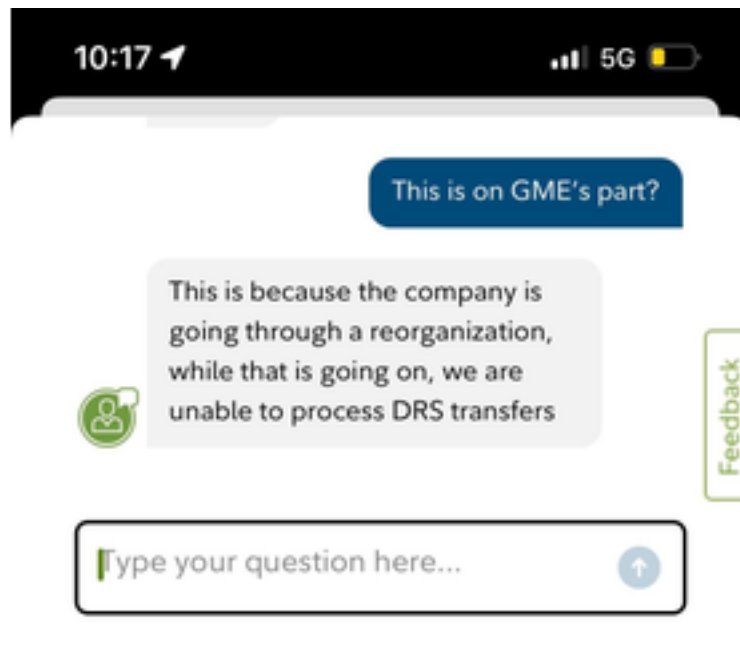 10:17
5G
This is on GME's part?
This is because the company is
going through a reorganization,
while that is going on, we are
unable to process DRS transfers
Feedback
Type your question here...